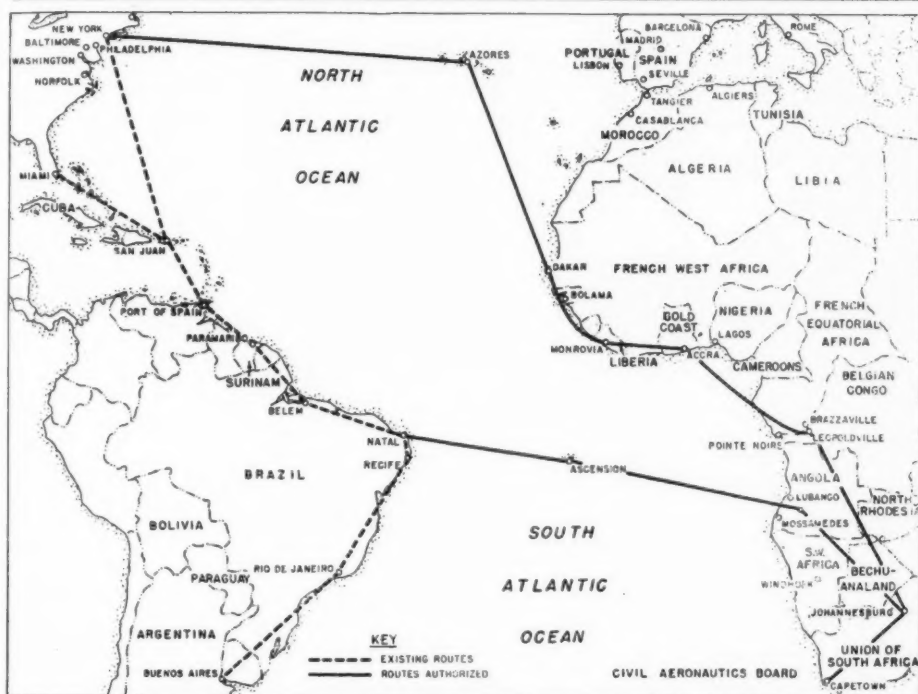 NEW YORK
BALTIMORE
PHILADELPHIA
WASHINGTON
NORFOLK
MIAMI
CUBA
SAN JUAN
PORT OF SPAIN
PARAMARIBO
SURINAM
BELEM
NATAL
RECIFE
BRAZIL
BOLIVIA
PARAGUAY
RIO DE JANEIRO
ARGENTINA
BUENOS AIRES
NORTH
ATLANTIC
OCEAN
AZORES
BARCELONA
ROME
MADRID
PORTUGAL
SPAIN
LISBON
SEVILLE
TANGIER
ALGIERS
TUNISIA
CASABLANCA
MOROCCO
ALGERIA
LIBIA
DAKAR
FRENCH WEST AFRICA
BOLAMA
GOLD
COAST
NIGERIA
FRENCH
EQUATORIAL
AFRICA
LAGOS
MONROVIA
LIBERIA
ACCRA
CAMEROONS
BELGIAN
CONGO
BRAZZAVILLE
POINTE NOIRE
LEOPOLDVILLE
ASCENSION
ANGOLA
LUBANGO
NORTH
RHODESIA
MOSSAMEDES
SOUTH
ATLANTIC
OCEAN
S.W.
AFRICA
BECHU-
ANALAND
WINDHOEK
JOHANNESBURG
UNION OF
SOUTH AFRICA
CAPETOWN
KEY
EXISTING ROUTES
ROUTES AUTHORIZED
CIVIL AERONAUTICS BOARD